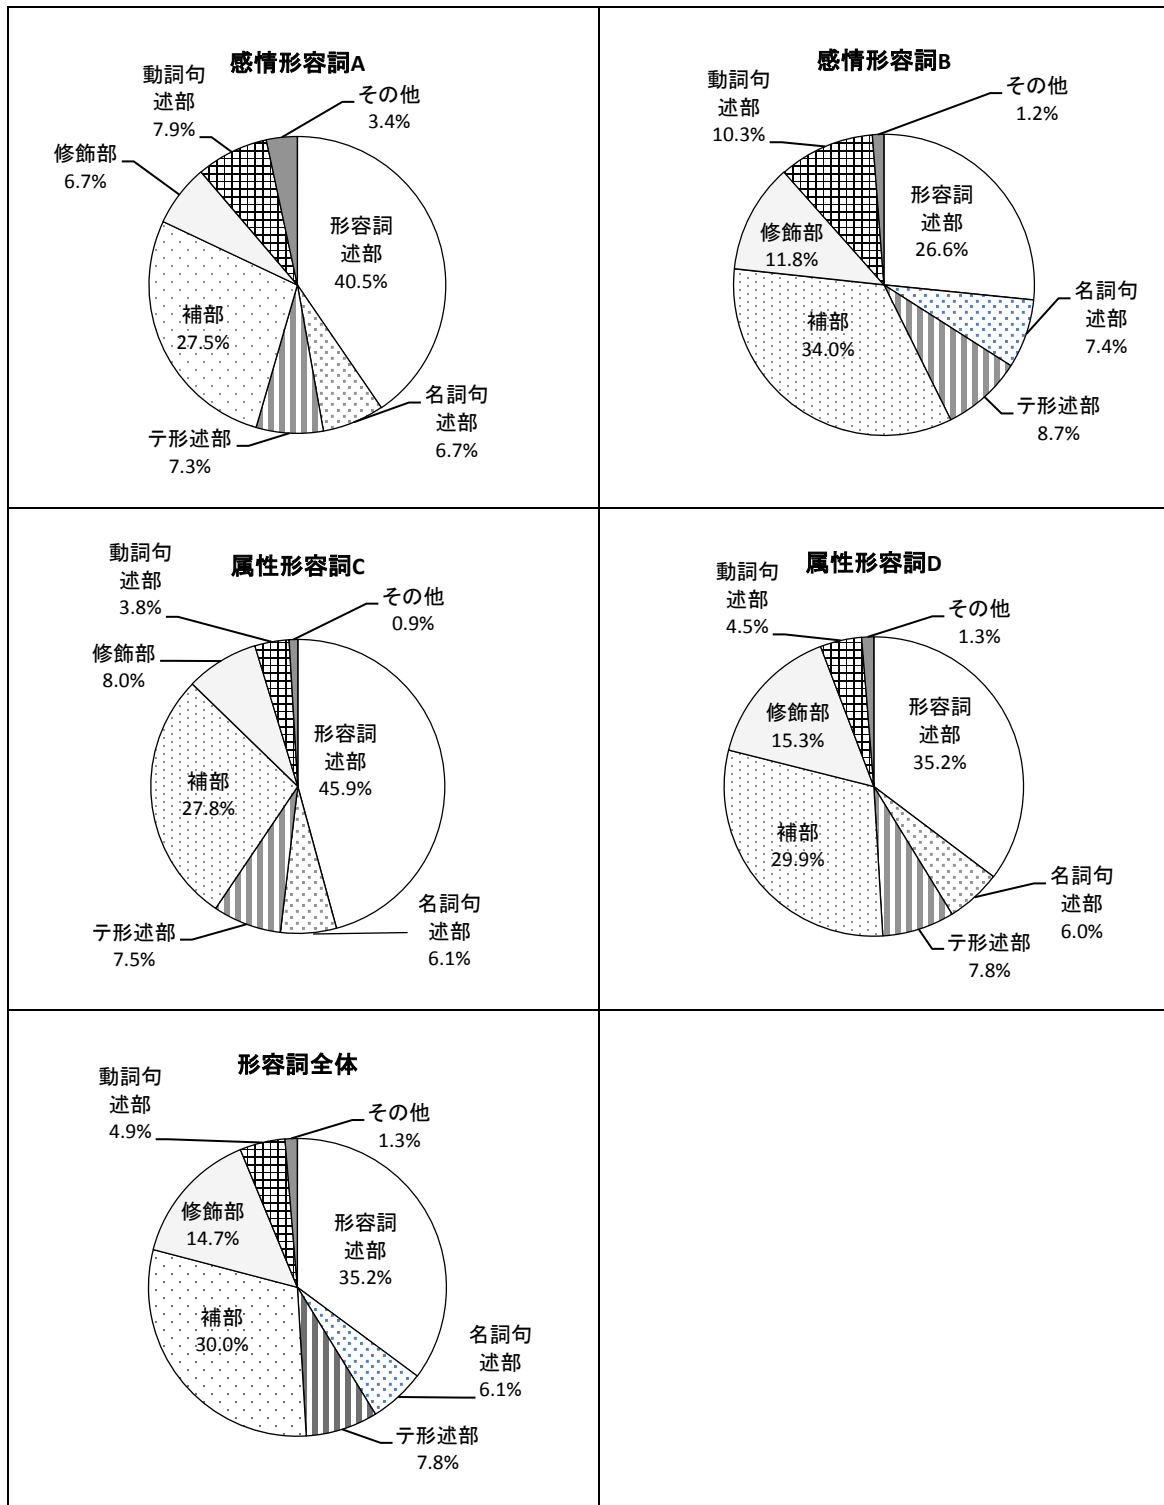 感情形容詞A
動詞句
述部
7.9%
その他
3.4%
修飾部
6.7%
形容詞
述部
40.5%
補部
27.5%
名詞句
述部
6.7%
テ形述部
7.3%
感情形容詞B
動詞句
述部
10.3%
その他
1.2%
形容詞
述部
26.6%
修飾部
11.8%
名詞句
述部
7.4%
補部
34.0%
テ形述部
8.7%
属性形容詞C
動詞句
述部
3.8%
その他
0.9%
修飾部
8.0%
形容詞
述部
45.9%
補部
27.8%
名詞句
述部
6.1%
テ形述部
7.5%
属性形容詞D
動詞句
述部
4.5%
その他
1.3%
修飾部
15.3%
形容詞
述部
35.2%
補部
29.9%
名詞句
述部
6.0%
テ形述部
7.8%
形容詞全体
動詞句
述部
4.9%
その他
1.3%
修飾部
14.7%
形容詞
述部
35.2%
補部
30.0%
名詞句
述部
6.1%
テ形述部
7.8%